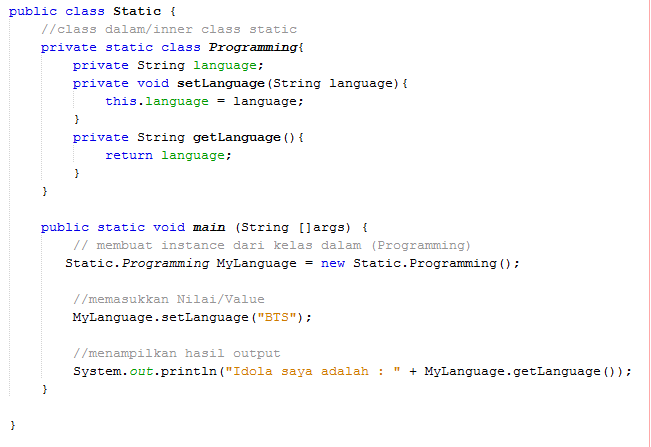 public class Static {
//class dalam/inner class static
private static class Programming{
private String language;
private void setLanguage(String language){
this.language = language;
}
private String getLanguage(){
return language;
}
}
public static void main (String []args) {
// membuat instance dari kelas dalam (Programming)
Static.Programming MyLanguage = new Static.Programming();
//memasukkan Nilai/Value
MyLanguage.setLanguage("BTS");
//menampilkan hasil output
System.out.println("Idola saya adalah : " + MyLanguage.getLanguage());
}
}